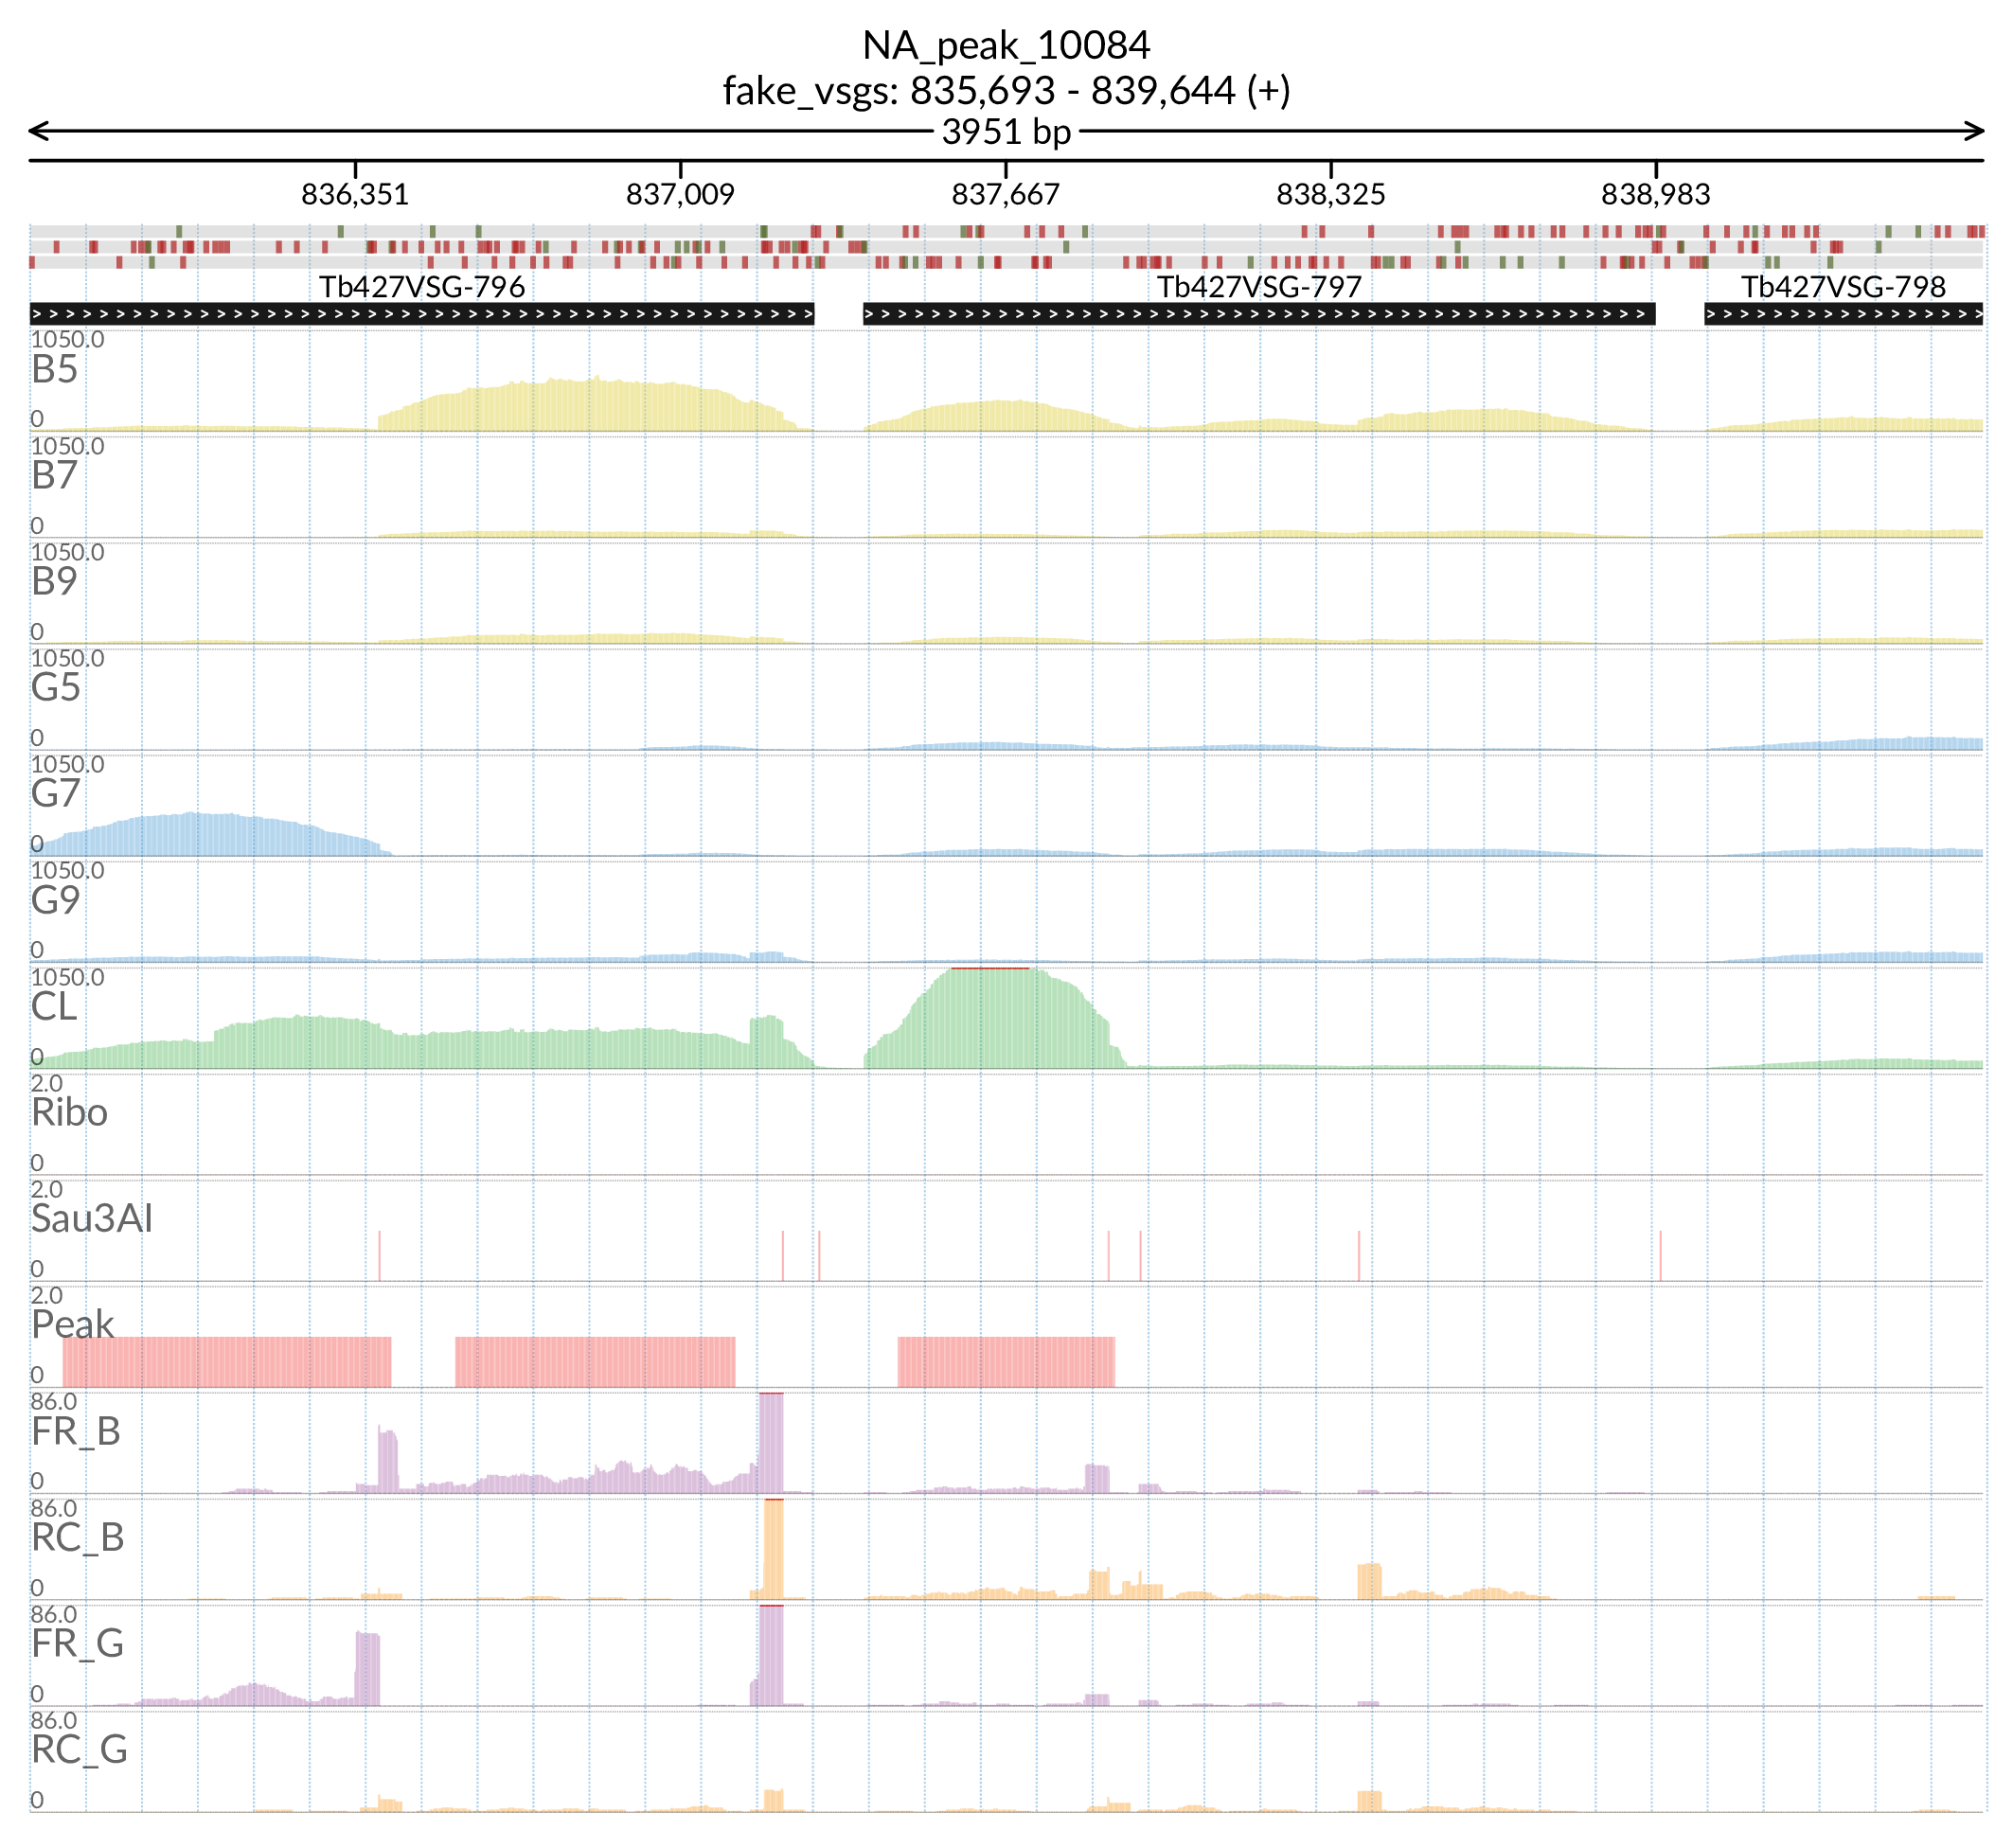 NA_peak_10084
fake_vsgs: 835,693 - 839,644 (+)
3951 bp
836,351 837,009 837,667 838,325 838,983
Tb427VSG-796 Tb427VSG-797 Tb427VSG-798
1050.0
B5
0
1050.0
B7
0
1050.0
B9
0
1050.0
G5
0
1050.0
G7
0
1050.0
G9
0
1050.0
CL
0
2.0
Ribo
0
2.0
Sau3AI
0
2.0
Peak
0
86.0
FR_B
0
86.0
RC_B
0
86.0
FR_G
0
86.0
RC_G
0